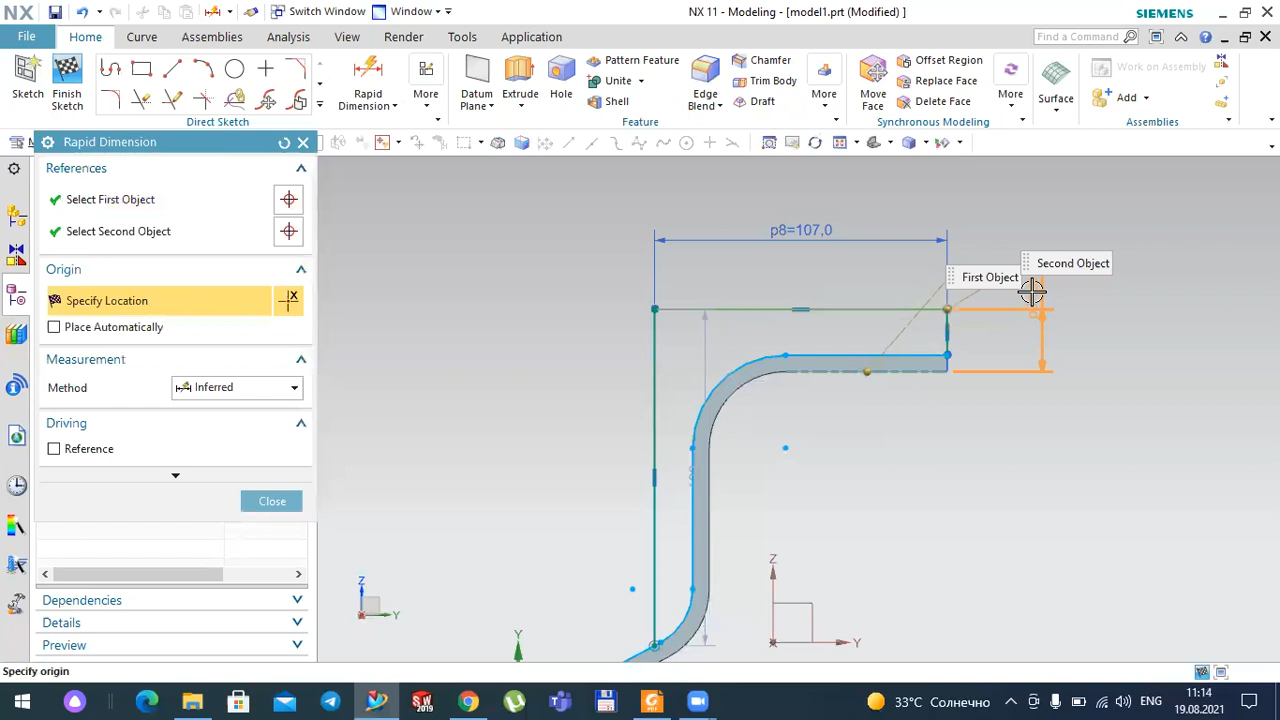 NX
Switch Window
Window
NX 11 - Modeling - [model1.prt (Modified) ]
SIEMENS
File
Home
Curve
Assemblies
Analysis
View
Render
Tools
Application
Find a Command
Sketch
Finish Sketch
Rapid Dimension
More
Direct Sketch
Datum Plane
Extrude
Hole
Pattern Feature
Unite
Shell
Edge Blend
Chamfer
Trim Body
Draft
More
Feature
Move Face
Offset Region
Replace Face
Delete Face
More
Synchronous Modeling
Surface
Work on Assembly
Add
Assemblies
Rapid Dimension
References
Select First Object
Select Second Object
Origin
Specify Location
Place Automatically
Measurement
Method
Inferred
Driving
Reference
Close
Dependencies
Details
Preview
p8=107,0
First Object
Second Object
Z
Y
Y
Z
Y
Specify origin
33°C Солнечно
ENG
11:14
19.08.2021